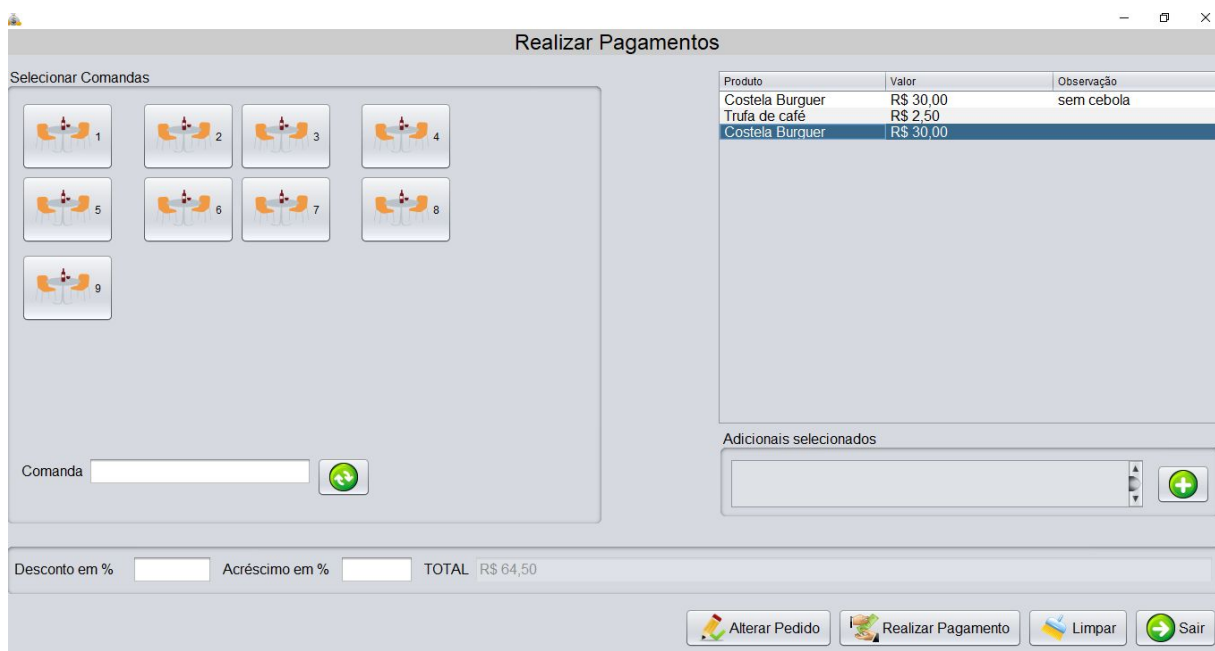 Realizar Pagamentos
Selecionar Comandas
1 2 3 4
5 6 7 8
9
Comanda
Produto Valor Observação
Costela Burguer R$ 30,00 sem cebola
Trufa de café R$ 2,50
Costela Burguer R$ 30,00
Adicionais selecionados
Desconto em % Acréscimo em % TOTAL R$ 64,50
Alterar Pedido Realizar Pagamento Limpar Sair